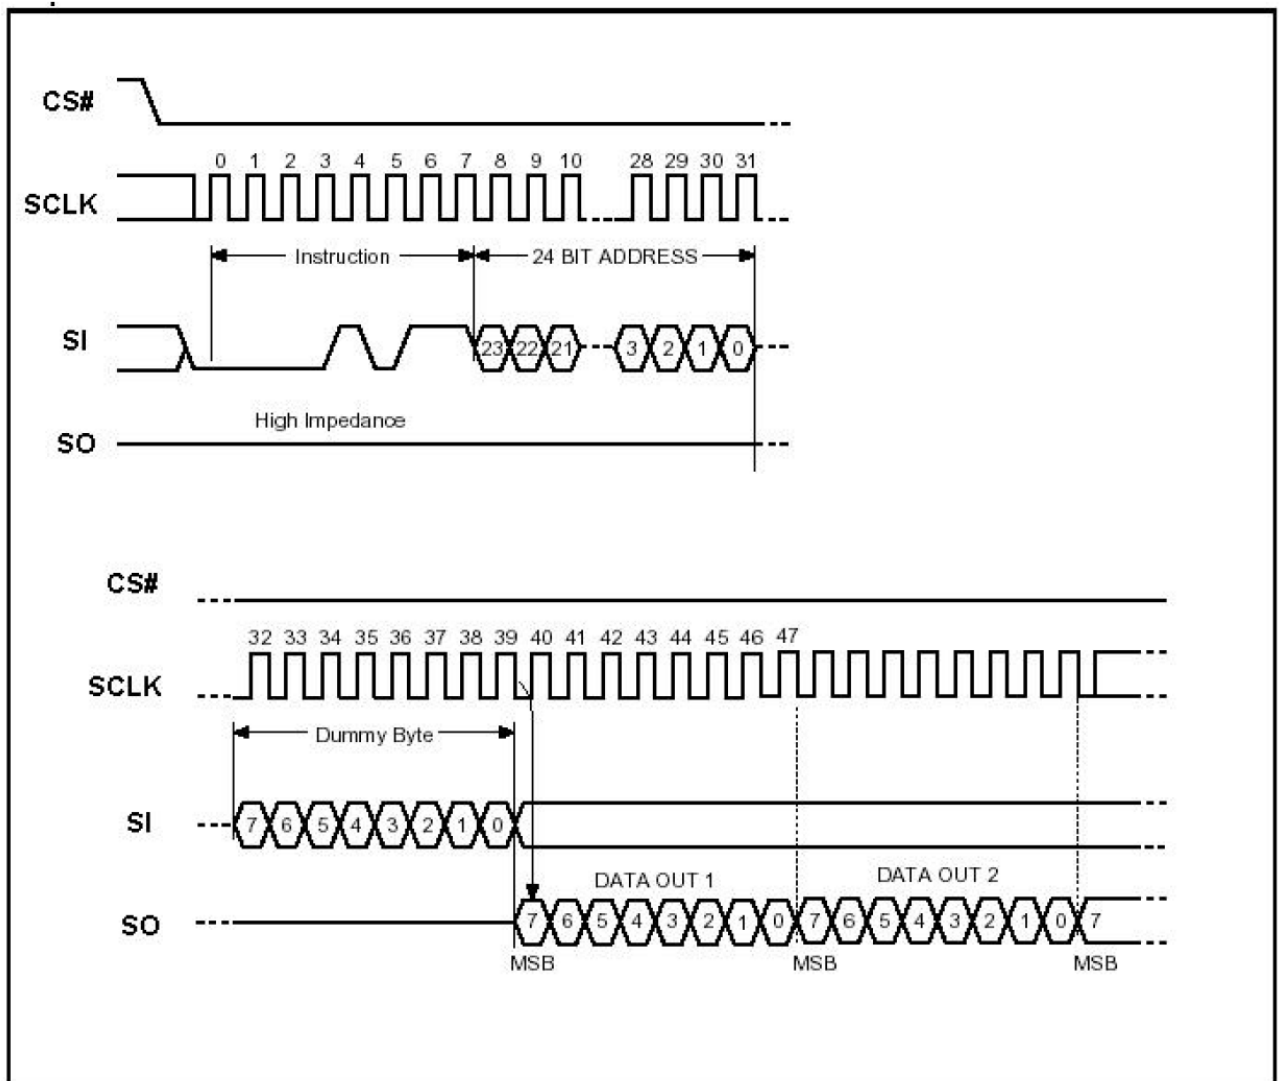 CS#
0 1 2 3 4 5 6 7 8 9 10 28 29 30 31
SCLK
Instruction 24 BIT ADDRESS
SI 23 22 21 3 2 1 0
High Impedance
SO
CS#
32 33 34 35 36 37 38 39 40 41 42 43 44 45 46 47
SCLK
Dummy Byte
SI 7 6 5 4 3 2 1 0
DATA OUT 1 DATA OUT 2
SO 7 6 5 4 3 2 1 0 7 6 5 4 3 2 1 0 7
MSB MSB MSB